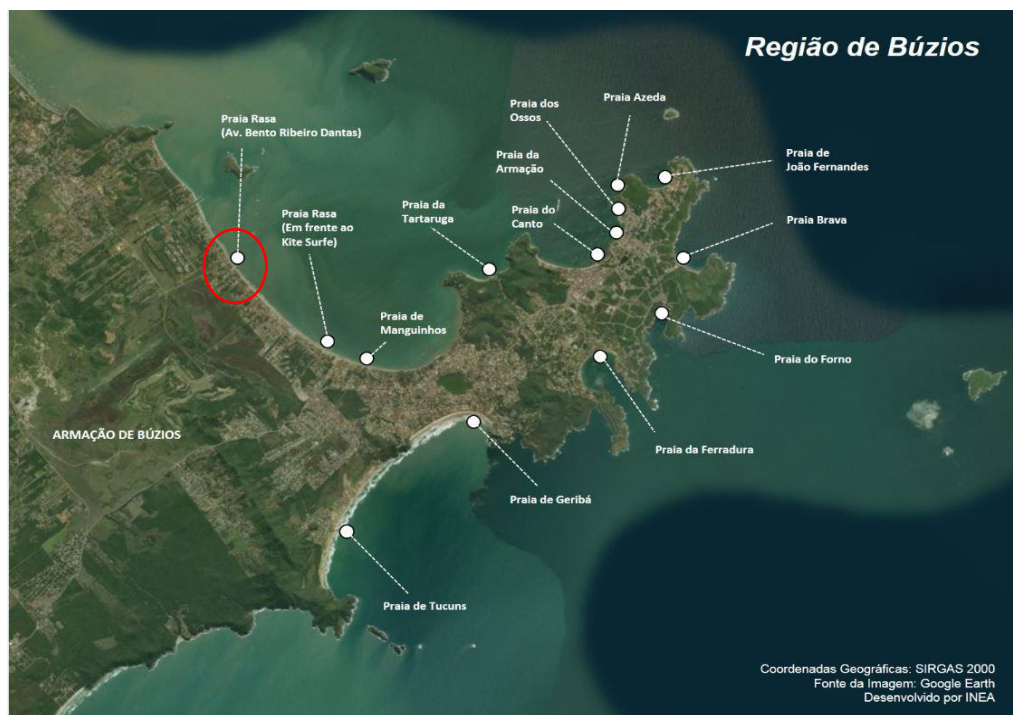 Região de Búzios
Praia Azeda
Praia dos
Ossos
Praia Rasa
(Av. Bento Ribeiro Dantas)
Praia da
Armação
Praia de
João Fernandes
Praia da
Tartaruga
Praia do
Canto
Praia Rasa
(Em frente ao
Kite Surfe)
Praia Brava
Praia de
Manguinhos
Praia do Forno
ARMAÇÃO DE BÚZIOS
Praia da Ferradura
Praia de Geribá
Praia de Tucuns
Coordenadas Geográficas: SIRGAS 2000
Fonte da Imagem: Google Earth
Desenvolvido por INEA